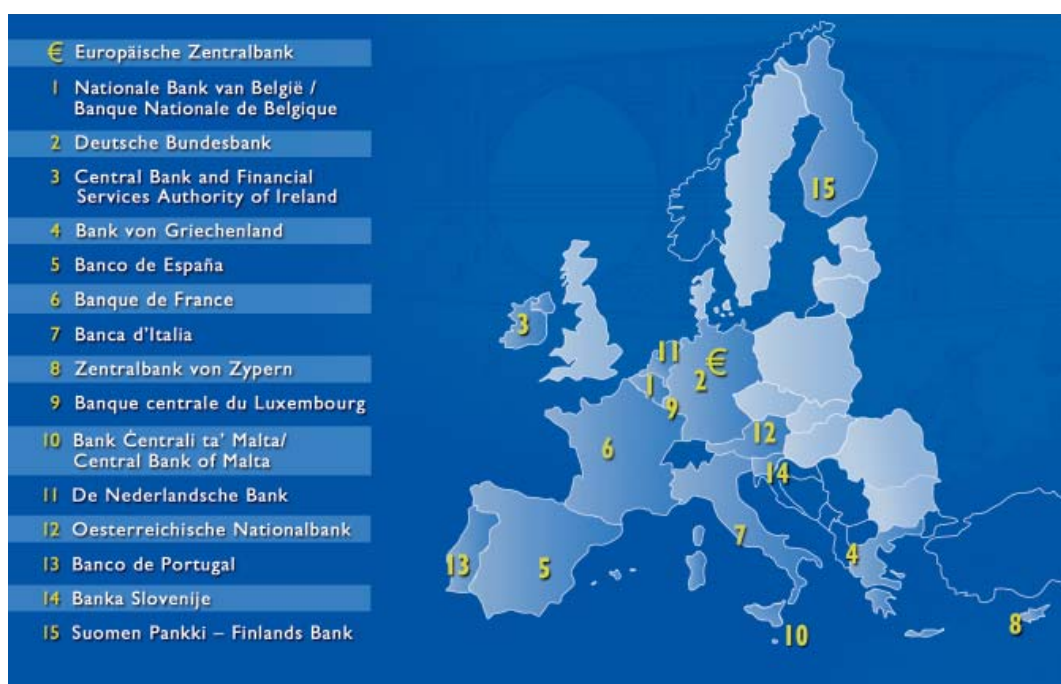 € Europäische Zentralbank
1 Nationale Bank van België /
Banque Nationale de Belgique
2 Deutsche Bundesbank
3 Central Bank and Financial
Services Authority of Ireland
4 Bank von Griechenland
5 Banco de España
6 Banque de France
7 Banca d'Italia
8 Zentralbank von Zypern
9 Banque centrale du Luxembourg
10 Bank Ċentrali ta' Malta/
Central Bank of Malta
11 De Nederlandsche Bank
12 Oesterreichische Nationalbank
13 Banco de Portugal
14 Banka Slovenije
15 Suomen Pankki – Finlands Bank
15
3
11
€
2
1
9
12
6
14
7
4
13
5
10
8